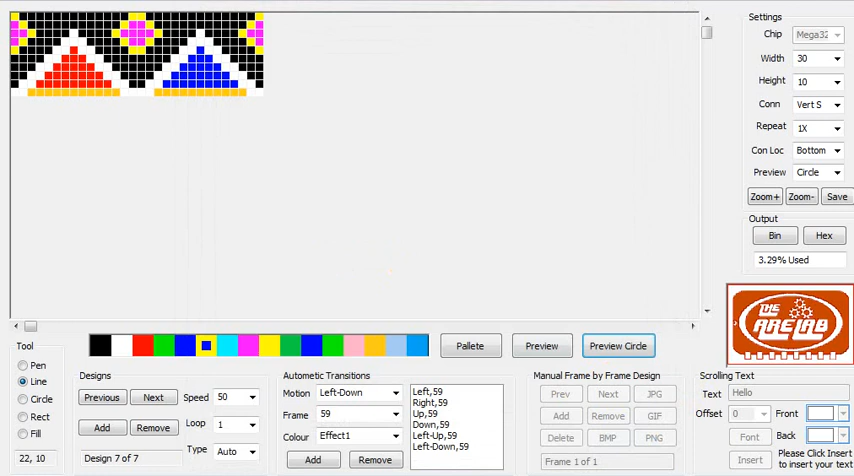 Settings
Chip Mega32
Width 30
Height 10
Conn Vert S
Repeat 1X
Con Loc Bottom
Preview Circle
Zoom+ Zoom- Save
Output
Bin Hex
3.29% Used
THE
ARE LAB
Pallete Preview Preview Circle
Tool
Pen
Line
Circle
Rect
Fill
22, 10
Designs
Previous Next Speed 50
Add Remove Loop 1
Design 7 of 7 Type Auto
Automatic Transitions
Motion Left-Down
Frame 59
Colour Effect1
Add Remove
Left,59
Right,59
Up,59
Down,59
Left-Up,59
Left-Down,59
Manual Frame by Frame Design
Prev Next JPG
Add Remove GIF
Delete BMP PNG
Frame 1 of 1
Scrolling Text
Text Hello
Offset 0 Front
Font Back
Insert Please Click Insert
to insert your text